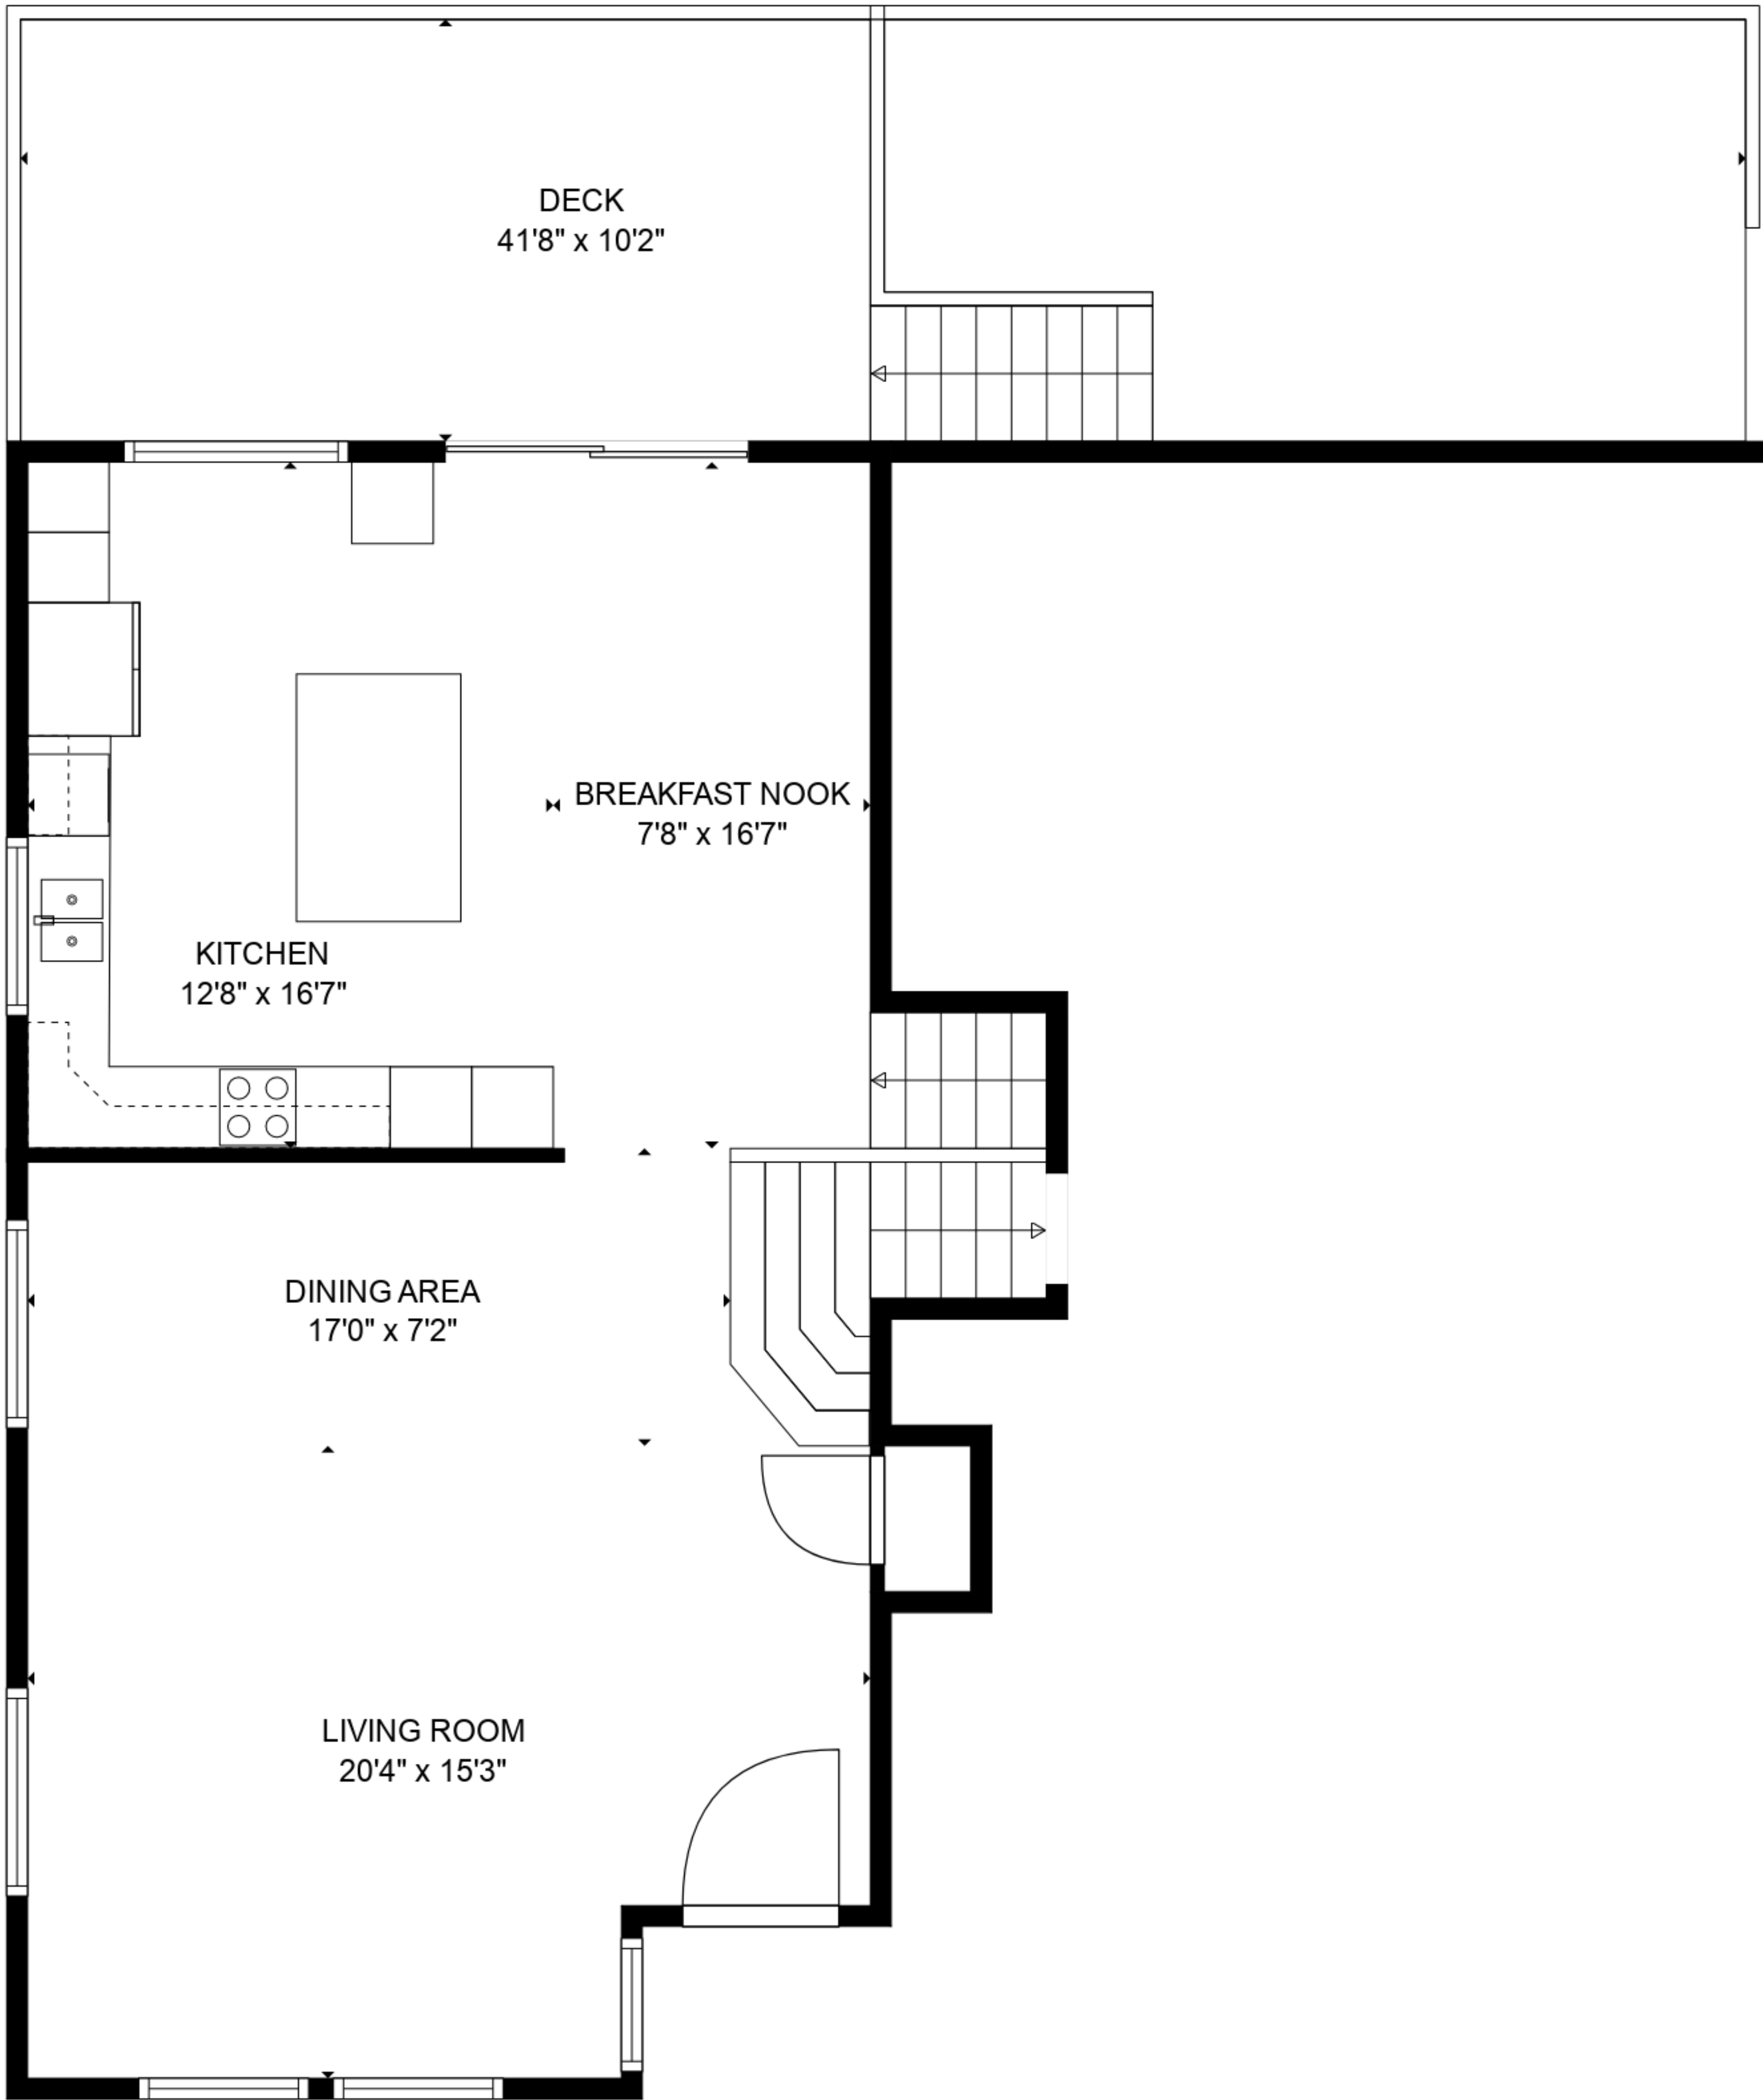 DECK
41'8" x 10'2"
BREAKFAST NOOK
7'8" x 16'7"
KITCHEN
12'8" x 16'7"
DINING AREA
17'0" x 7'2"
LIVING ROOM
20'4" x 15'3"